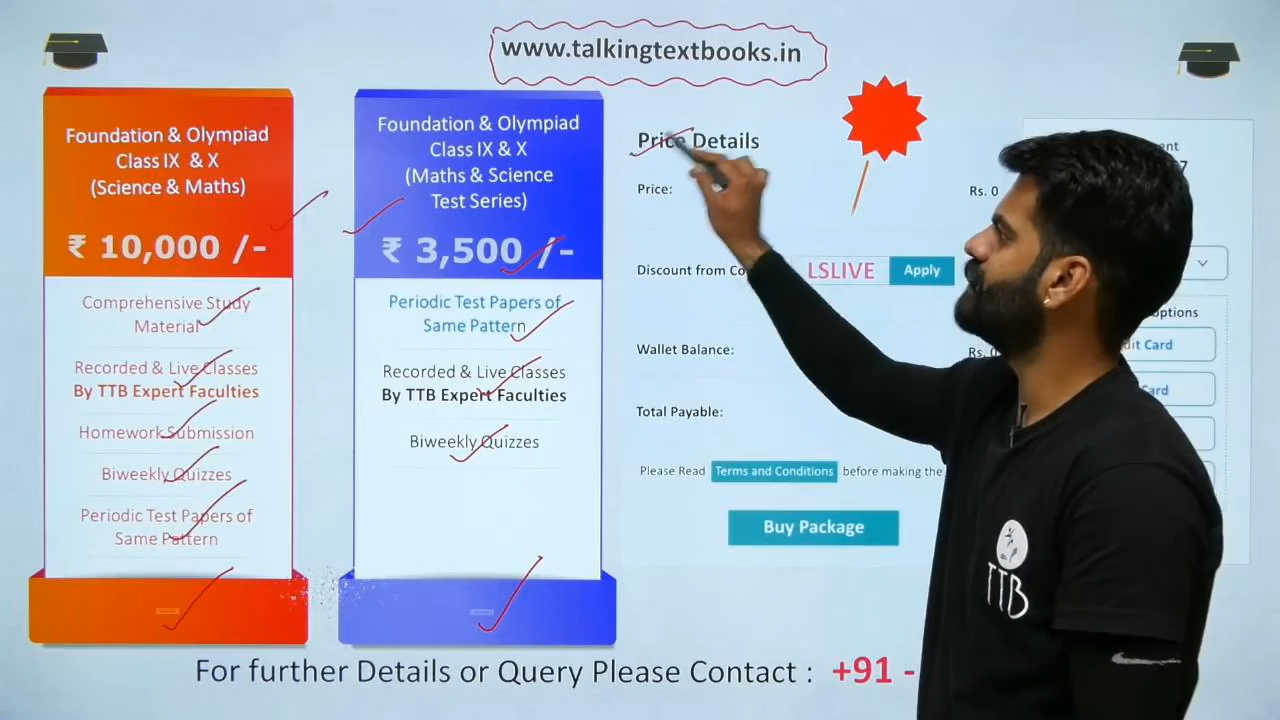 www.talkingtextbooks.in
Foundation & Olympiad
Class IX & X
(Science & Maths)
₹ 10,000 /-
Comprehensive Study
Material
Recorded & Live Classes
By TTB Expert Faculties
Homework Submission
Biweekly Quizzes
Periodic Test Papers of
Same Pattern
Foundation & Olympiad
Class IX & X
(Maths & Science
Test Series)
₹ 3,500 /-
Periodic Test Papers of
Same Pattern
Recorded & Live Classes
By TTB Expert Faculties
Biweekly Quizzes
Price Details
Price: Rs. 0
Discount from LSLIVE Apply
Wallet Balance: Rs.
Total Payable:
Please Read Terms and Conditions before making the
Buy Package
Card
TTB
For further Details or Query Please Contact : +91 -